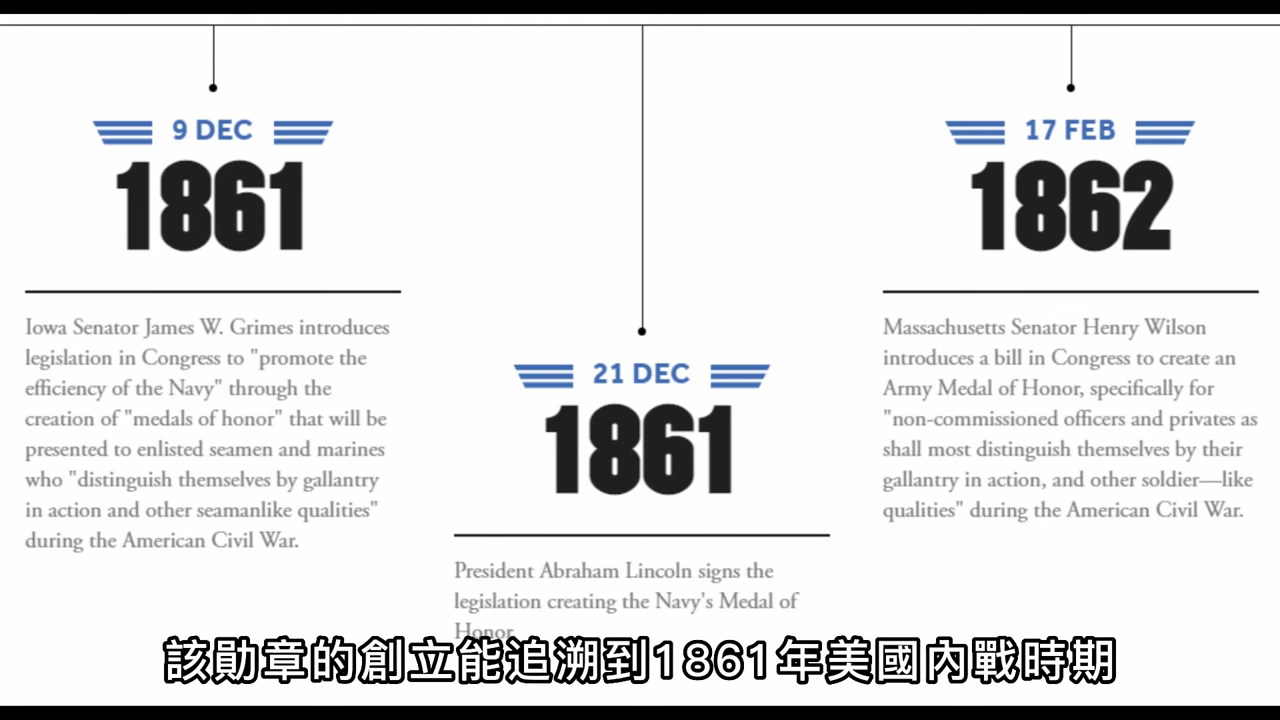 9 DEC
1861
Iowa Senator James W. Grimes introduces
legislation in Congress to "promote the
efficiency of the Navy" through the
creation of "medals of honor" that will be
presented to enlisted seamen and marines
who "distinguish themselves by gallantry
in action and other seamanlike qualities"
during the American Civil War.
21 DEC
1861
President Abraham Lincoln signs the
legislation creating the Navy's Medal of
Honor.
17 FEB
1862
Massachusetts Senator Henry Wilson
introduces a bill in Congress to create an
Army Medal of Honor, specifically for
"non-commissioned officers and privates as
shall most distinguish themselves by their
gallantry in action, and other soldier—like
qualities" during the American Civil War.
該勛章的創立能追溯到1861年美國內戰時期